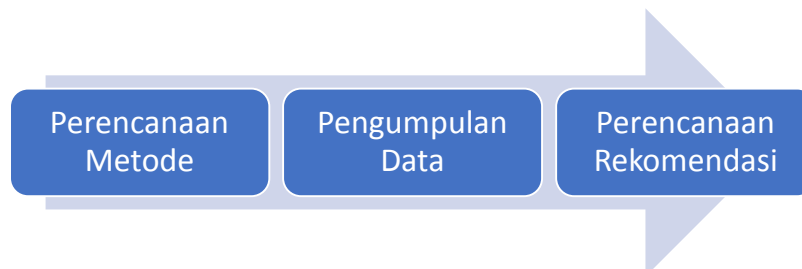 Perencanaan
Metode
Pengumpulan
Data
Perencanaan
Rekomendasi